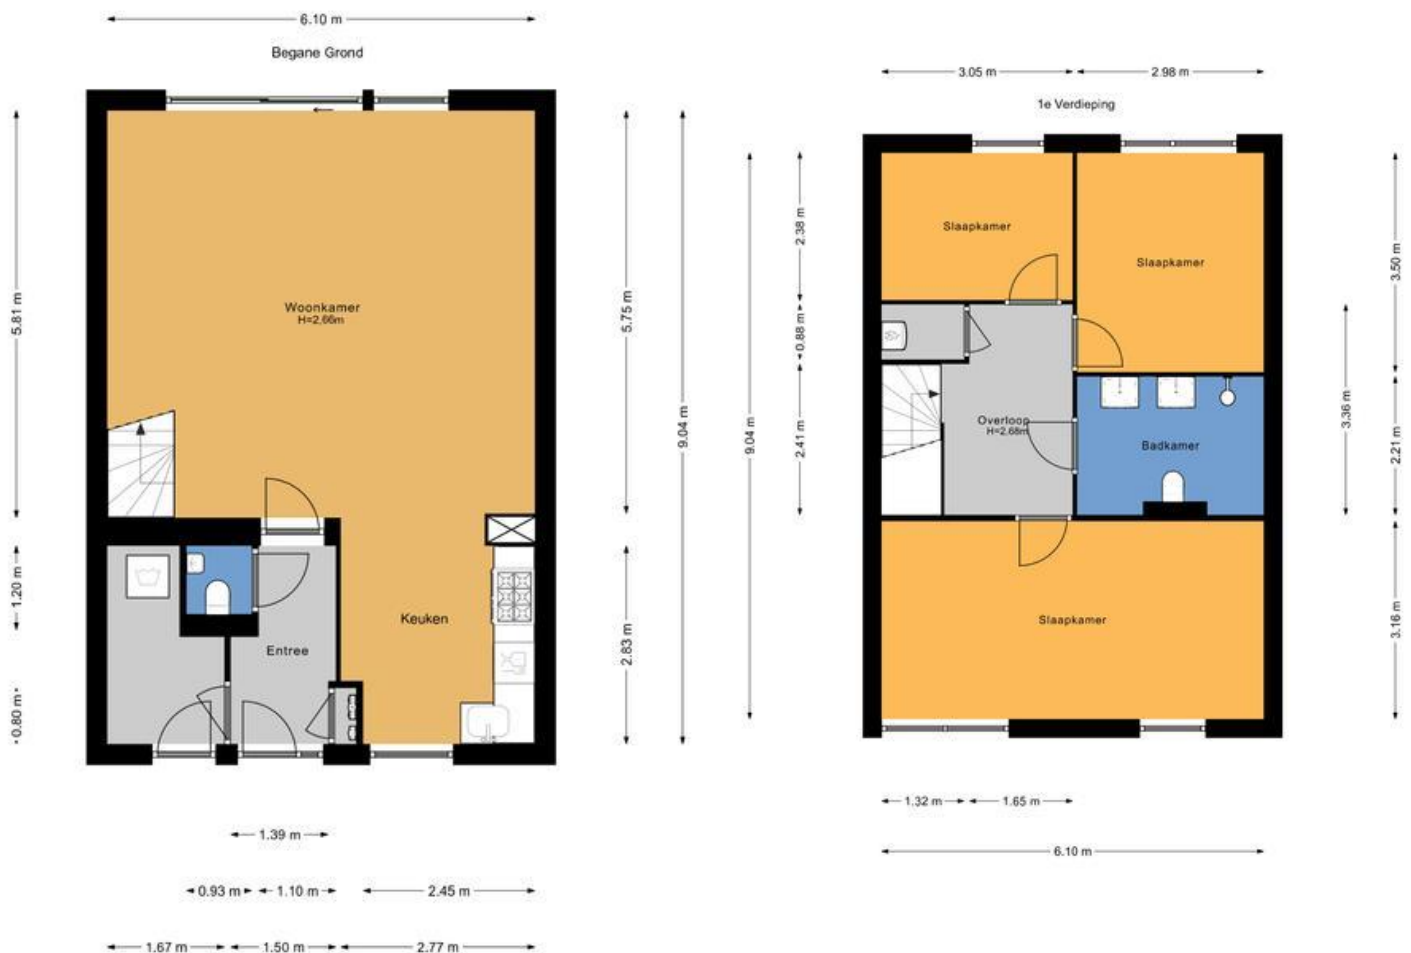 6.10 m
Begane Grond
3.05 m
2.98 m
1e Verdieping
5.81 m
Woonkamer
H=2,66m
5.75 m
9.04 m
1.20 m
0.80 m
Keuken
Entree
2.83 m
1.39 m
0.93 m
1.10 m
2.45 m
1.67 m
1.50 m
2.77 m
9.04 m
2.38 m
0.88 m
2.41 m
Slaapkamer
Slaapkamer
Overloop
H=2,68m
Badkamer
Slaapkamer
3.36 m
3.50 m
2.21 m
3.16 m
1.32 m
1.65 m
6.10 m